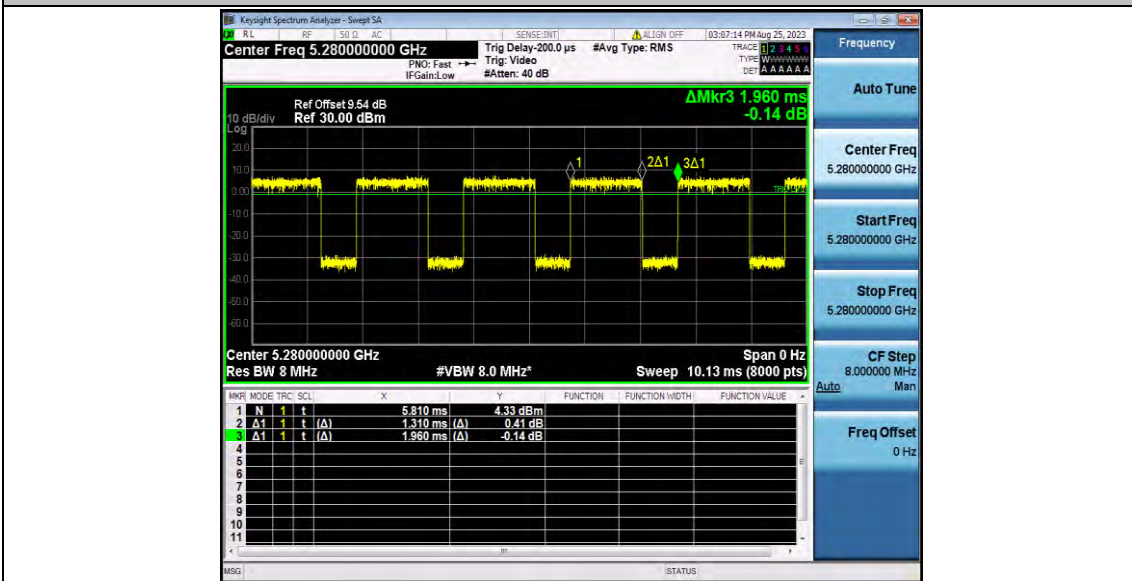 Keysight Spectrum Analyzer - Swept SA
RL RF 50 Ω AC SENSE:INT ALIGN OFF 03:07:14 PM Aug 25, 2023
Center Freq 5.280000000 GHz
Trig Delay-200.0 µs #Avg Type: RMS
TRACE 1 2 3 4 5 6
PNO: Fast Trig: Video
TYPE WWWWWW
IFGain:Low #Atten: 40 dB
DET A A A A A A
Frequency
Auto Tune
Ref Offset 9.54 dB
ΔMkr3 1.960 ms
10 dB/div Ref 30.00 dBm
-0.14 dB
Log
20.0
10.0
0.00
-10.0
-20.0
-30.0
-40.0
-50.0
-60.0
1
2Δ1
3Δ1
Center Freq
5.280000000 GHz
Start Freq
5.280000000 GHz
Stop Freq
5.280000000 GHz
Center 5.280000000 GHz Span 0 Hz
Res BW 8 MHz #VBW 8.0 MHz* Sweep 10.13 ms (8000 pts)
CF Step
8.000000 MHz
Auto Man
MKR MODE TRC SCL X Y FUNCTION FUNCTION WIDTH FUNCTION VALUE
1 N 1 t 5.810 ms 4.33 dBm
2 Δ1 1 t (Δ) 1.310 ms (Δ) 0.41 dB
3 Δ1 1 t (Δ) 1.960 ms (Δ) -0.14 dB
4
5
6
7
8
9
10
11
Freq Offset
0 Hz
MSG STATUS